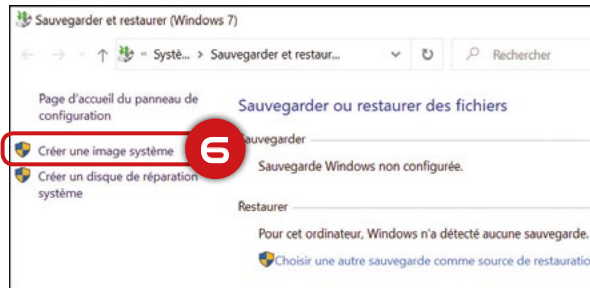 Sauvegarder et restaurer (Windows 7)
Systè... > Sauvegarder et restaur...
Rechercher
Page d'accueil du panneau de
configuration
Créer une image système
6
Créer un disque de réparation
système
Sauvegarder ou restaurer des fichiers
Sauvegarder
Sauvegarde Windows non configurée.
Restaurer
Pour cet ordinateur, Windows n'a détecté aucune sauvegarde.
Choisir une autre sauvegarde comme source de restauratio